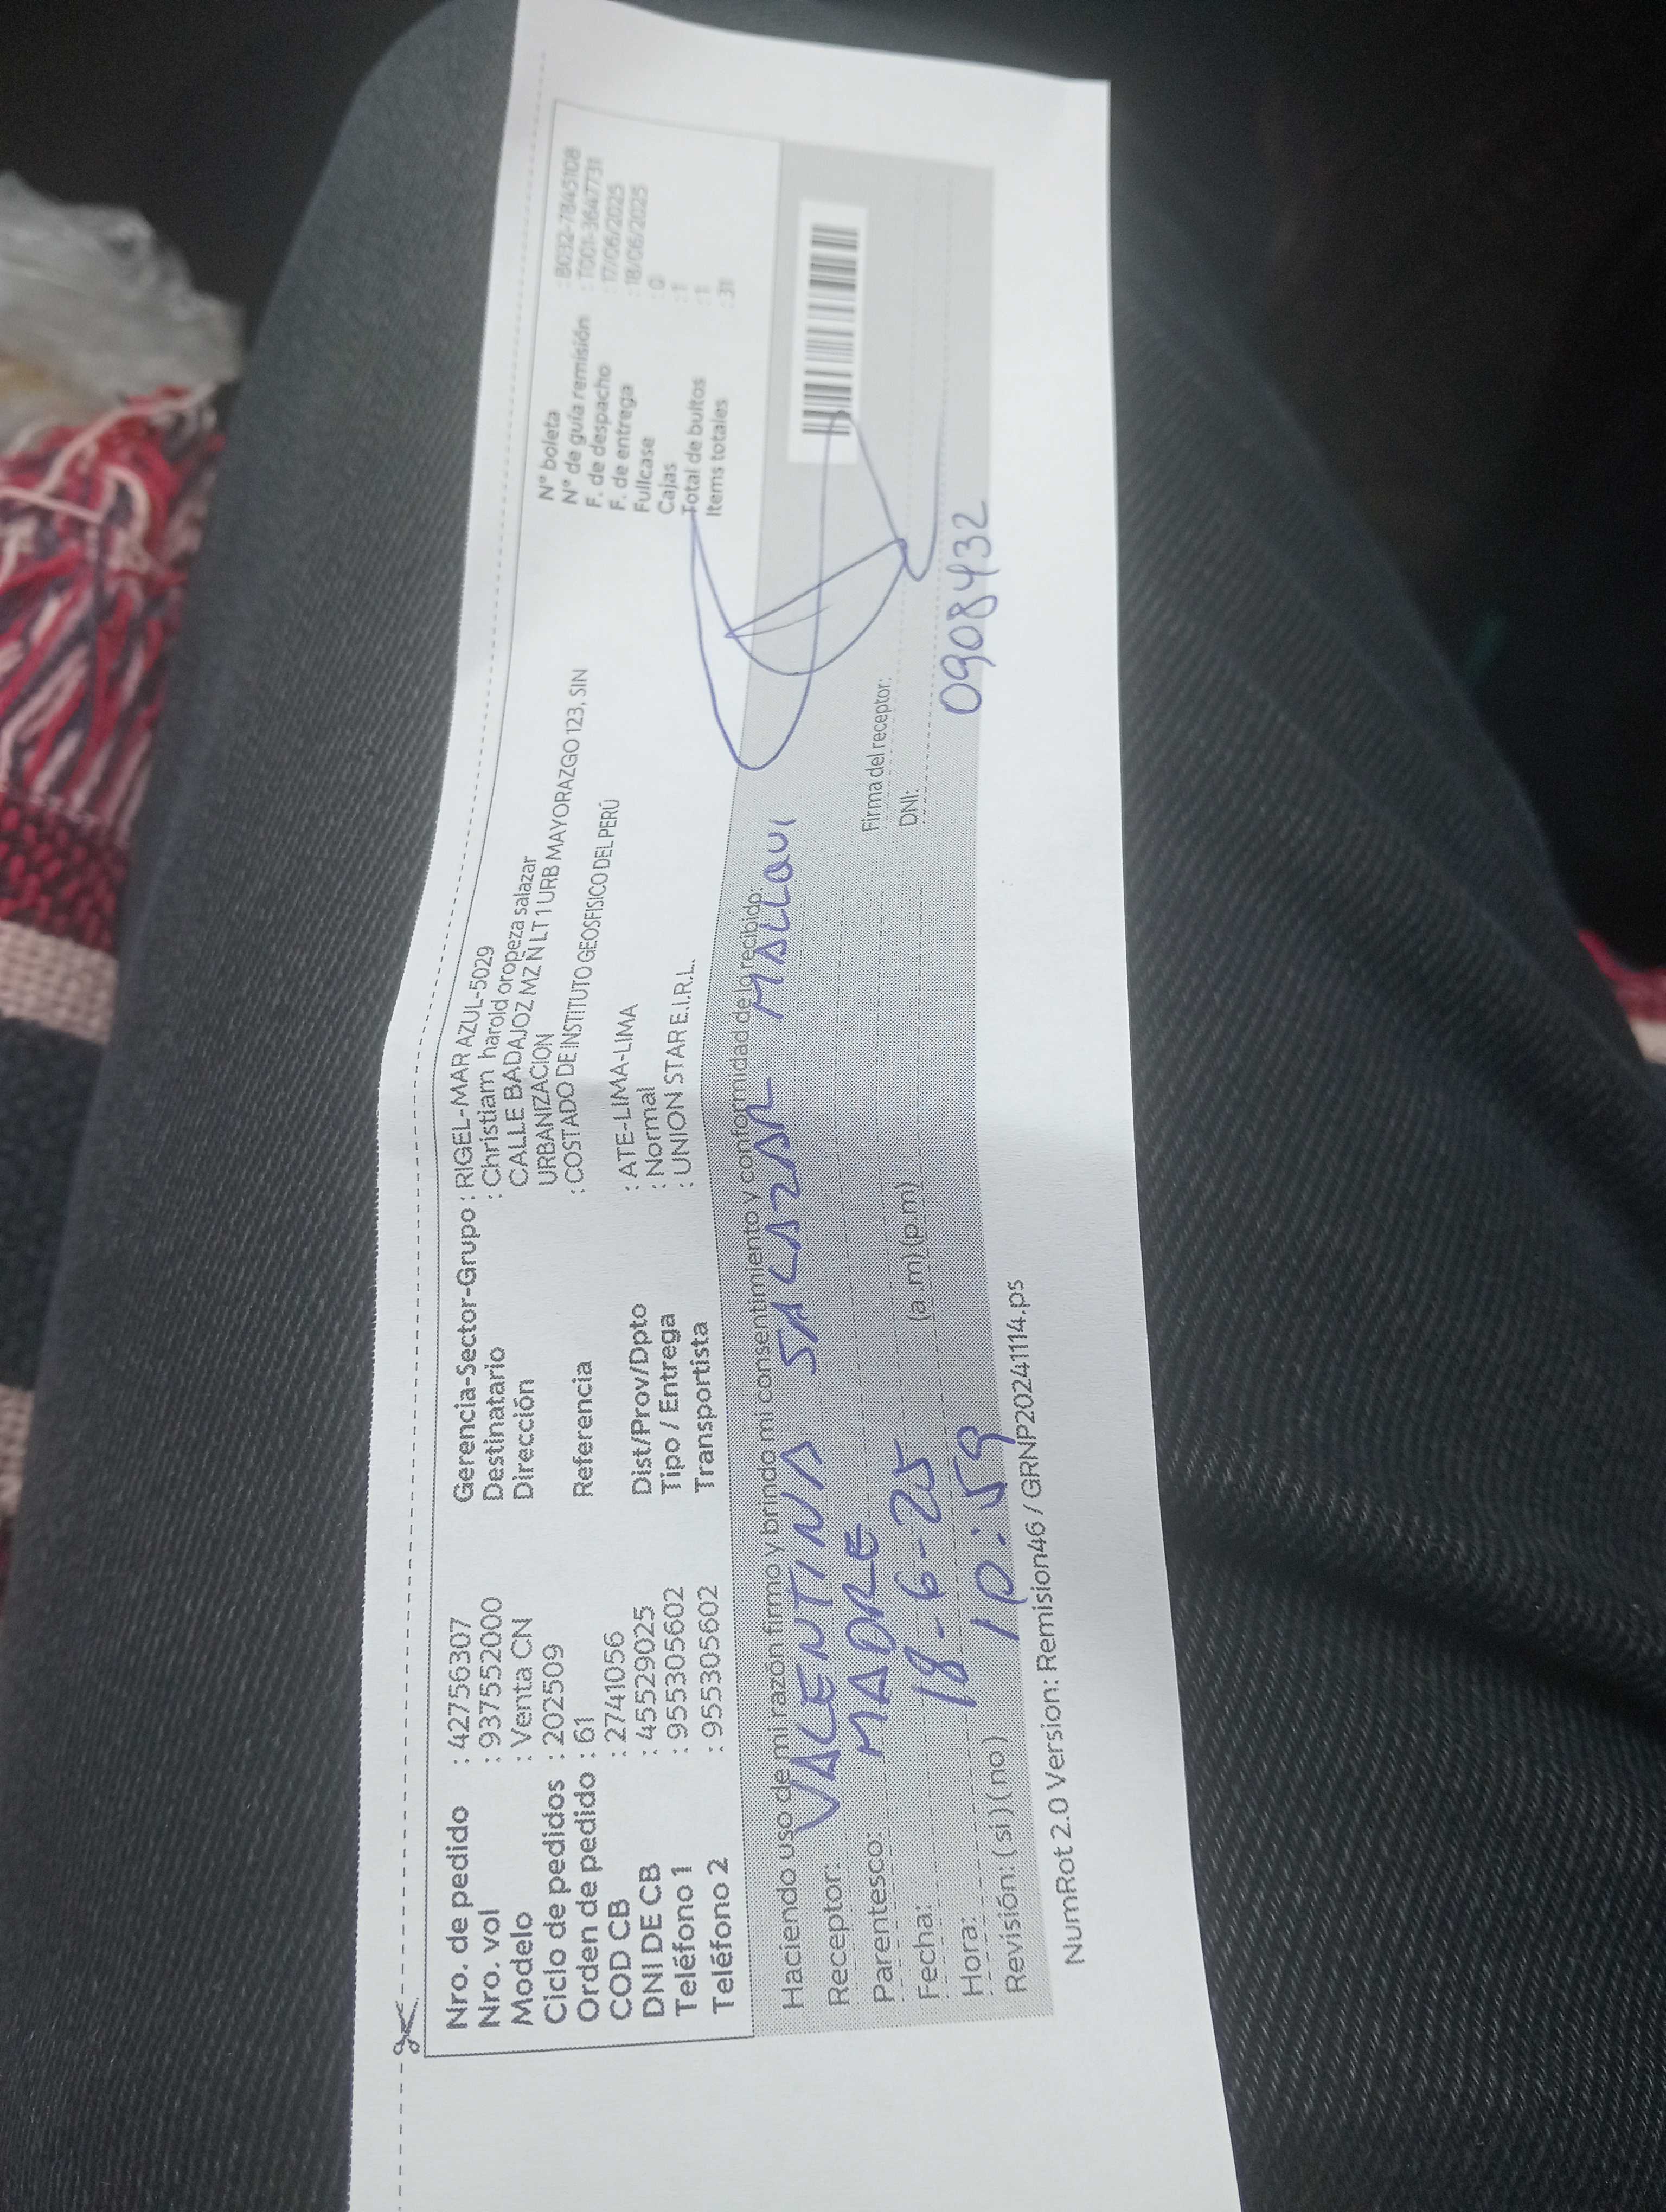 Nro. de pedido : 42756307
Nro. vol : 937552000
Modelo : Venta CN
Ciclo de pedidos : 202509
Orden de pedido : 61
COD CB : 2741056
DNI DE CB : 45529025
Teléfono 1 : 955305602
Teléfono 2 : 955305602
Gerencia-Sector-Grupo : RIGEL-MAR AZUL-5029
Destinatario : Christiam harold oropeza salazar
Dirección CALLE BADAJOZ MZ N LT 1 URB MAYORAZGO 123, SIN
URBANIZACION
Referencia : COSTADO DE INSTITUTO GEOSFISICO DEL PERÚ
Dist/Prov/Dpto : ATE-LIMA-LIMA
Tipo / Entrega : Normal
Transportista : UNION STAR E.I.R.L.
N° boleta : B032-7845108
N° de guía remisión : T001-3647731
F. de despacho : 17/06/2025
F. de entrega : 18/06/2025
Fullcase : 0
Cajas : 1
Total de bultos : 1
Items totales : 31
Haciendo uso de mi razón firmo y brindo mi consentimiento y conformidad de lo recibido:
Receptor: VALENTINA SALAZAR MALLQUI
Parentesco: MADRE
Fecha: 18-6-25
Hora: 10:59 (a.m) (p.m)
Revisión: (si) (no)
Firma del receptor:
DNI: 0908432
NumRot 2.0 Version: Remision46 / GRNP20241114.ps